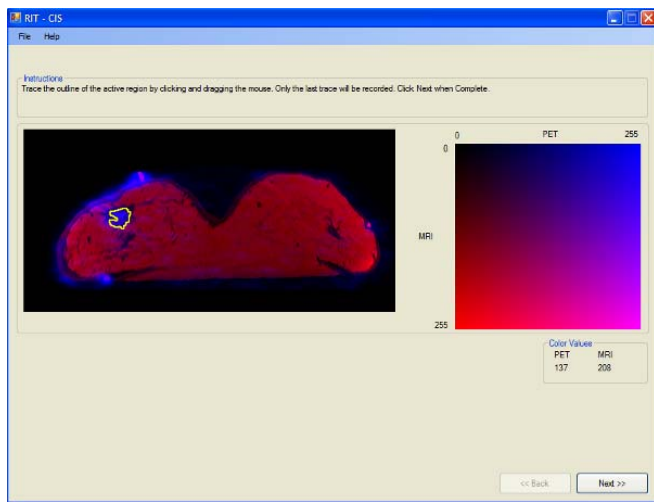 RIT - CIS
File Help
Instructions
Trace the outline of the active region by clicking and dragging the mouse. Only the last trace will be recorded. Click Next when Complete.
0 PET 255
0
MRI
255
Color Values
PET MRI
137 208
<< Back Next >>